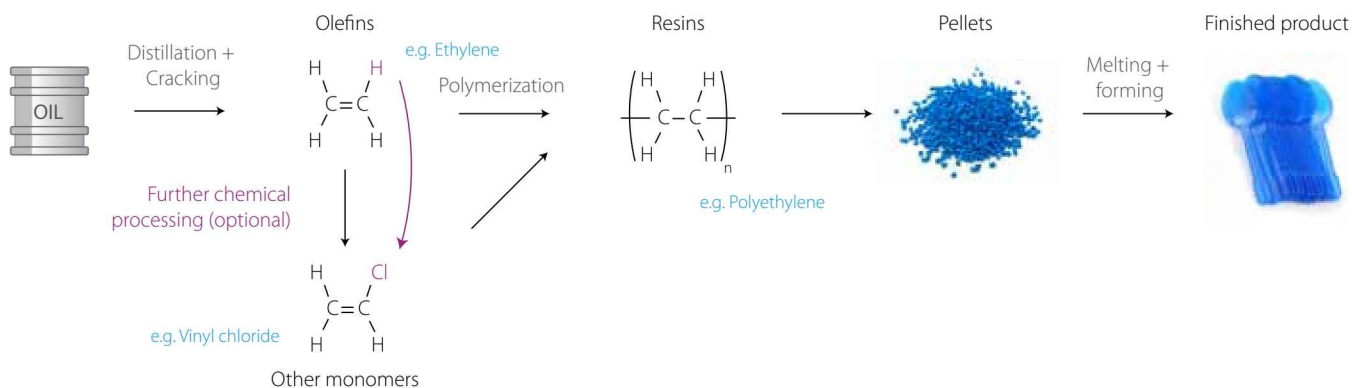 Olefins
Resins
Pellets
Finished product
Distillation +
Cracking
e.g. Ethylene
Polymerization
Melting +
forming
OIL
H H
C=C
H H
H H
C–C
H H
n
Further chemical
processing (optional)
e.g. Polyethylene
H Cl
C=C
H H
e.g. Vinyl chloride
Other monomers